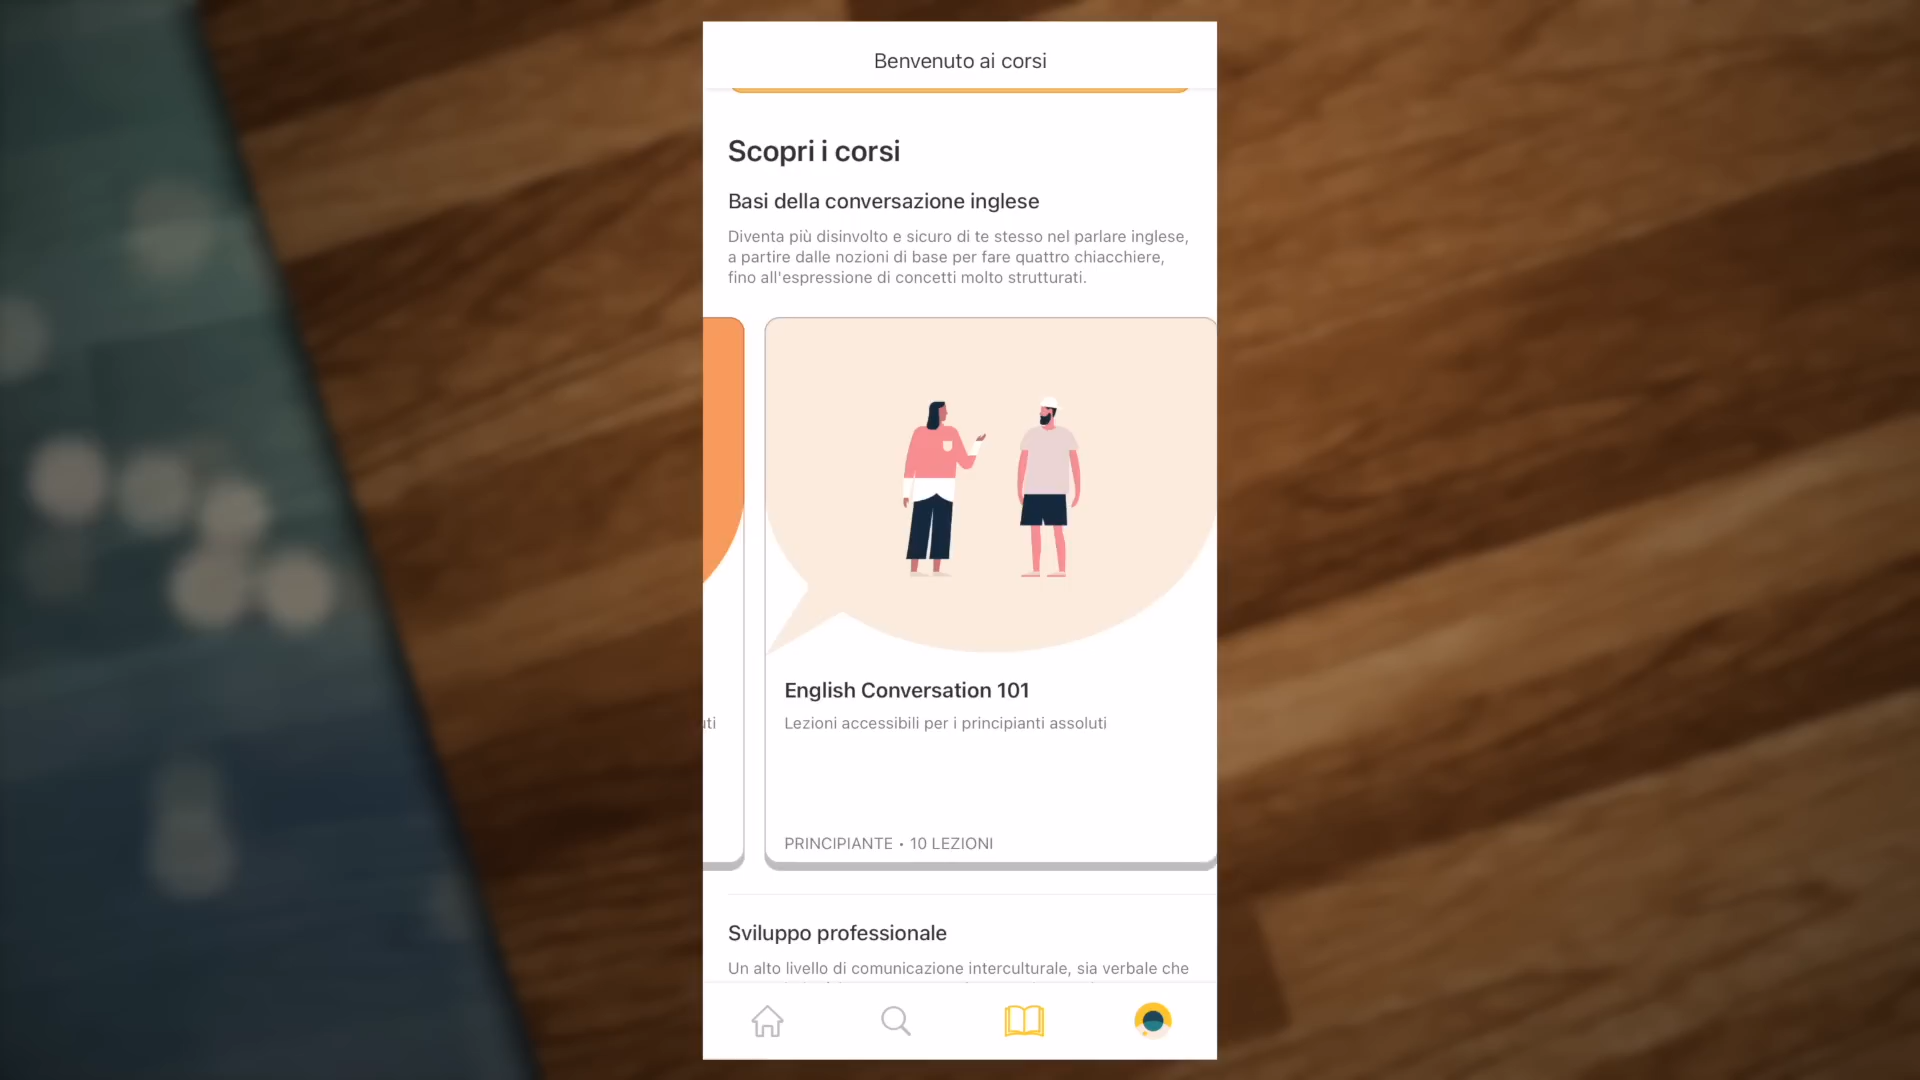 Benvenuto ai corsi
Scopri i corsi
Basi della conversazione inglese
Diventa più disinvolto e sicuro di te stesso nel parlare inglese,
a partire dalle nozioni di base per fare quattro chiacchiere,
fino all'espressione di concetti molto strutturati.
English Conversation 101
Lezioni accessibili per i principianti assoluti
PRINCIPIANTE • 10 LEZIONI
Sviluppo professionale
Un alto livello di comunicazione interculturale, sia verbale che